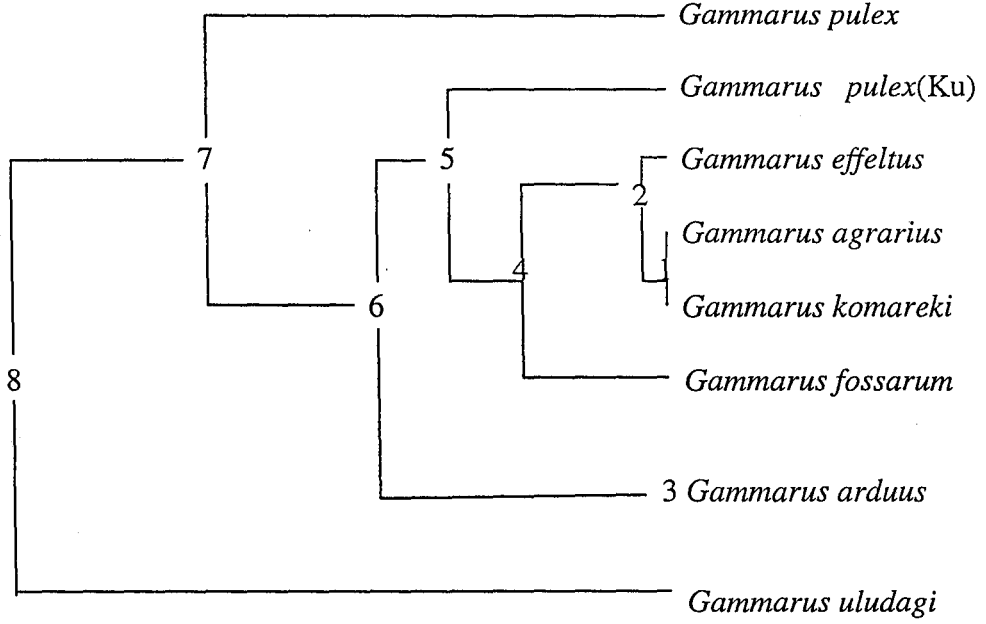 Gammarus pulex
Gammarus pulex(Ku)
7
5
Gammarus effeltus
2
Gammarus agrarius
4
1
6
Gammarus komareki
8
Gammarus fossarum
3 Gammarus arduus
Gammarus uludagi